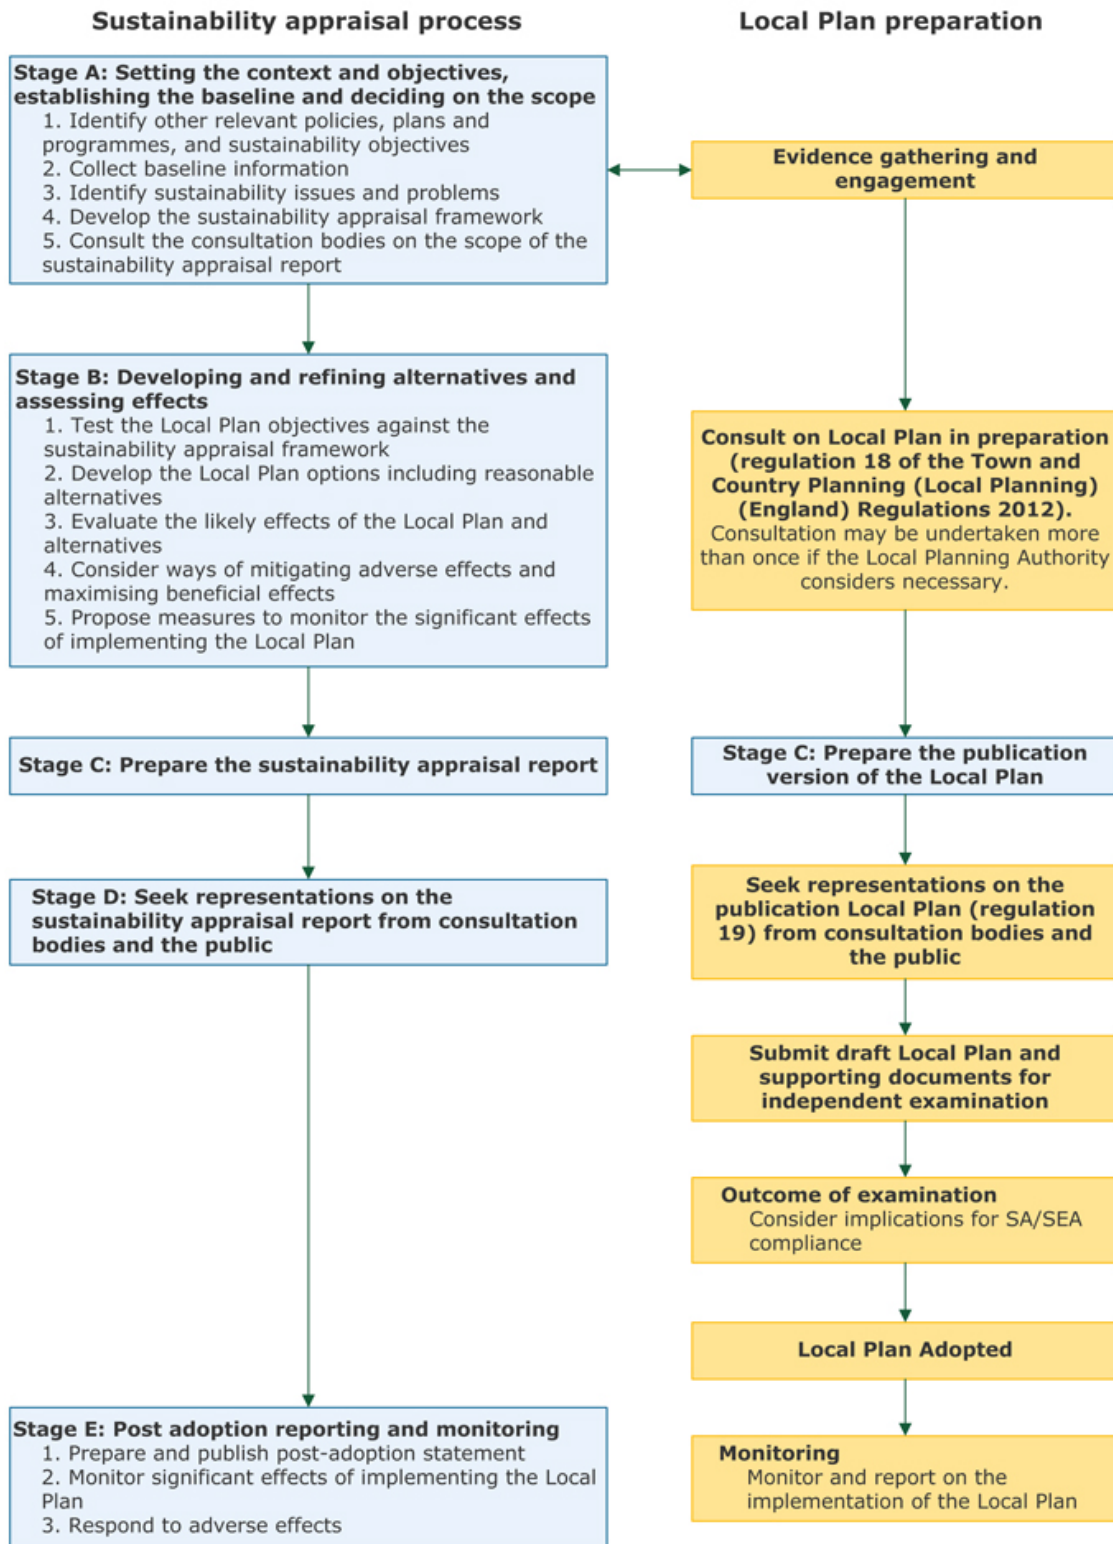 Sustainability appraisal process
Local Plan preparation
Stage A: Setting the context and objectives,
establishing the baseline and deciding on the scope
1. Identify other relevant policies, plans and
programmes, and sustainability objectives
2. Collect baseline information
3. Identify sustainability issues and problems
4. Develop the sustainability appraisal framework
5. Consult the consultation bodies on the scope of the
sustainability appraisal report
Evidence gathering and
engagement
Stage B: Developing and refining alternatives and
assessing effects
1. Test the Local Plan objectives against the
sustainability appraisal framework
2. Develop the Local Plan options including reasonable
alternatives
3. Evaluate the likely effects of the Local Plan and
alternatives
4. Consider ways of mitigating adverse effects and
maximising beneficial effects
5. Propose measures to monitor the significant effects
of implementing the Local Plan
Consult on Local Plan in preparation
(regulation 18 of the Town and
Country Planning (Local Planning)
(England) Regulations 2012).
Consultation may be undertaken more
than once if the Local Planning Authority
considers necessary.
Stage C: Prepare the sustainability appraisal report
Stage C: Prepare the publication
version of the Local Plan
Stage D: Seek representations on the
sustainability appraisal report from consultation
bodies and the public
Seek representations on the
publication Local Plan (regulation
19) from consultation bodies and
the public
Submit draft Local Plan and
supporting documents for
independent examination
Outcome of examination
Consider implications for SA/SEA
compliance
Local Plan Adopted
Stage E: Post adoption reporting and monitoring
1. Prepare and publish post-adoption statement
2. Monitor significant effects of implementing the Local
Plan
3. Respond to adverse effects
Monitoring
Monitor and report on the
implementation of the Local Plan